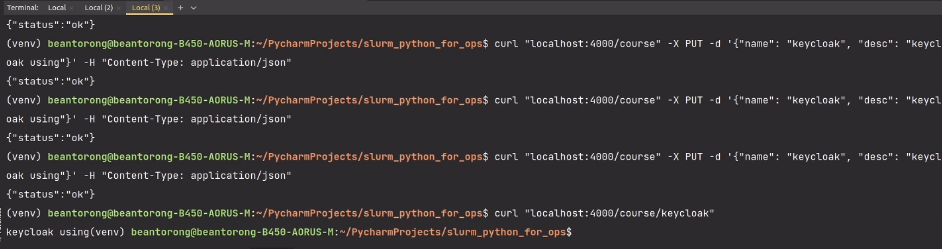 Terminal: Local × Local (2) × Local (3) × + ⌄
{"status":"ok"}
(venv) beantorong@beantorong-B450-AORUS-M:~/PycharmProjects/slurm_python_for_ops$ curl "localhost:4000/course" -X PUT -d '{"name": "keycloak", "desc": "keycl
oak using"}' -H "Content-Type: application/json"
{"status":"ok"}
(venv) beantorong@beantorong-B450-AORUS-M:~/PycharmProjects/slurm_python_for_ops$ curl "localhost:4000/course" -X PUT -d '{"name": "keycloak", "desc": "keycl
oak using"}' -H "Content-Type: application/json"
{"status":"ok"}
(venv) beantorong@beantorong-B450-AORUS-M:~/PycharmProjects/slurm_python_for_ops$ curl "localhost:4000/course" -X PUT -d '{"name": "keycloak", "desc": "keycl
oak using"}' -H "Content-Type: application/json"
{"status":"ok"}
(venv) beantorong@beantorong-B450-AORUS-M:~/PycharmProjects/slurm_python_for_ops$ curl "localhost:4000/course/keycloak"
keycloak using(venv) beantorong@beantorong-B450-AORUS-M:~/PycharmProjects/slurm_python_for_ops$